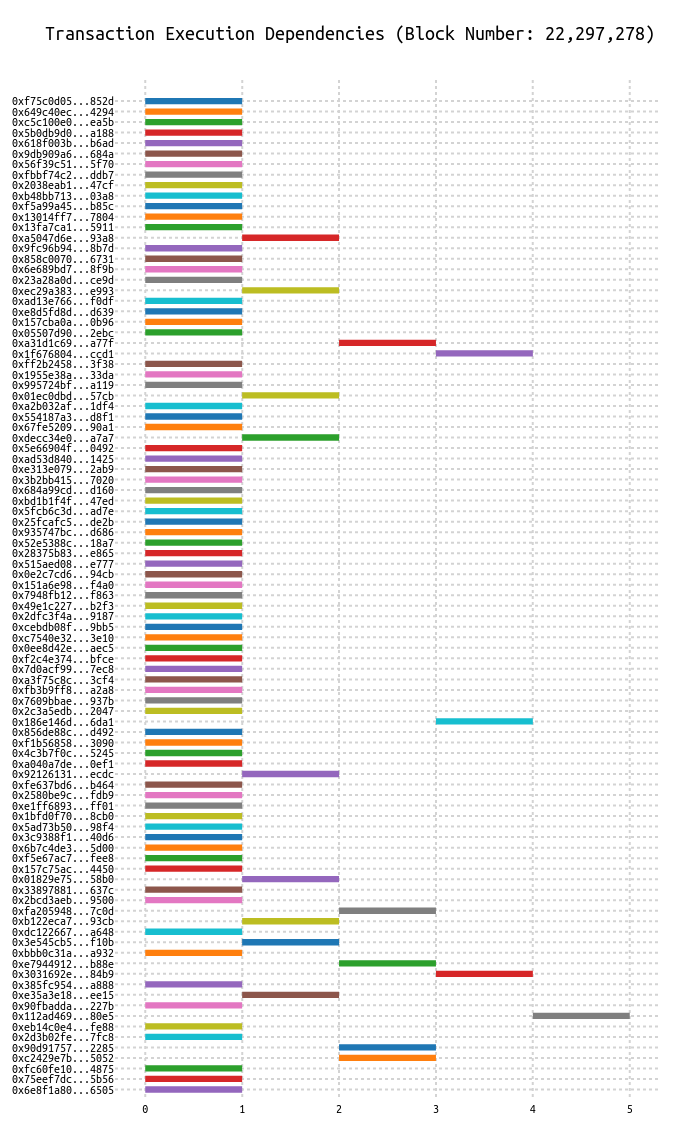 Transaction Execution Dependencies (Block Number: 22,297,278)
0xf75c0d05...852d
0x649c40ec...4294
0xc5c100e0...ea5b
0x5b0db9d0...a188
0x618f003b...b6ad
0x9db909a6...684a
0x56f39c51...5f70
0xfbbf74c2...ddb7
0x2038eab1...47cf
0xb48bb713...03a8
0xf5a99a45...b85c
0x13014ff7...7804
0x13fa7ca1...5911
0xa5047d6e...93a8
0x9fc96b94...8b7d
0x858c0070...6731
0x6e689bd7...8f9b
0x23a28a0d...ce9d
0xec29a383...e993
0xad13e766...f0df
0xe8d5fd8d...d639
0x157cba0a...0b96
0x05507d90...2ebc
0xa31d1c69...a77f
0x1f676804...ccd1
0xff2b2458...3f38
0x1955e38a...33da
0x995724bf...a119
0x01ec0dbd...57cb
0xa2b032af...1df4
0x554187a3...d8f1
0x67fe5209...90a1
0xdecc34e0...a7a7
0x5e66904f...0492
0xad53d840...1425
0xe313e079...2ab9
0x3b2bb415...7020
0x684a99cd...d160
0xbd1b1f4f...47ed
0x5fcb6c3d...ad7e
0x25fcafc5...de2b
0x935747bc...d686
0x52e5388c...18a7
0x28375b83...e865
0x515aed08...e777
0x0e2c7cd6...94cb
0x151a6e98...f4a0
0x7948fb12...f863
0x49e1c227...b2f3
0x2dfc3f4a...9187
0xcebdb08f...9bb5
0xc7540e32...3e10
0x0ee8d42e...aec5
0xf2c4e374...bfce
0x7d0acf99...7ec8
0xa3f75c8c...3cf4
0xfb3b9ff8...a2a8
0x7609bbae...937b
0x2c3a5edb...2047
0x186e146d...6da1
0x856de88c...d492
0xf1b56858...3090
0x4c3b7f0c...5245
0xa040a7de...0ef1
0x92126131...ecdc
0xfe637bd6...b464
0x2580be9c...fdb9
0xe1ff6893...ff01
0x1bfd0f70...8cb0
0x5ad73b50...98f4
0x3c9388f1...40d6
0x6b7c4de3...5d00
0xf5e67ac7...fee8
0x157c75ac...4450
0x01829e75...58b0
0x33897881...637c
0x2bcd3aeb...9500
0xfa205948...7c0d
0xb122eca7...93cb
0xdc122667...a648
0x3e545cb5...f10b
0xbbb0c31a...a932
0xe7944912...b88e
0x3031692e...84b9
0x385fc954...a888
0xe35a3e18...ee15
0x90fbadda...227b
0x112ad469...80e5
0xeb14c0e4...fe88
0x2d3b02fe...7fc8
0x90d91757...2285
0xc2429e7b...5052
0xfc60fe10...4875
0x75eef7dc...5b56
0x6e8f1a80...6505
0 1 2 3 4 5